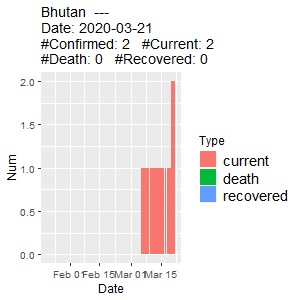 Bhutan  ---
Date: 2020-03-21
#Confirmed: 2   #Current: 2
#Death: 0   #Recovered: 0
2.0
1.5
1.0
0.5
0.0
Num
Feb 01 Feb 15 Mar 01 Mar 15
Date
Type
current
death
recovered